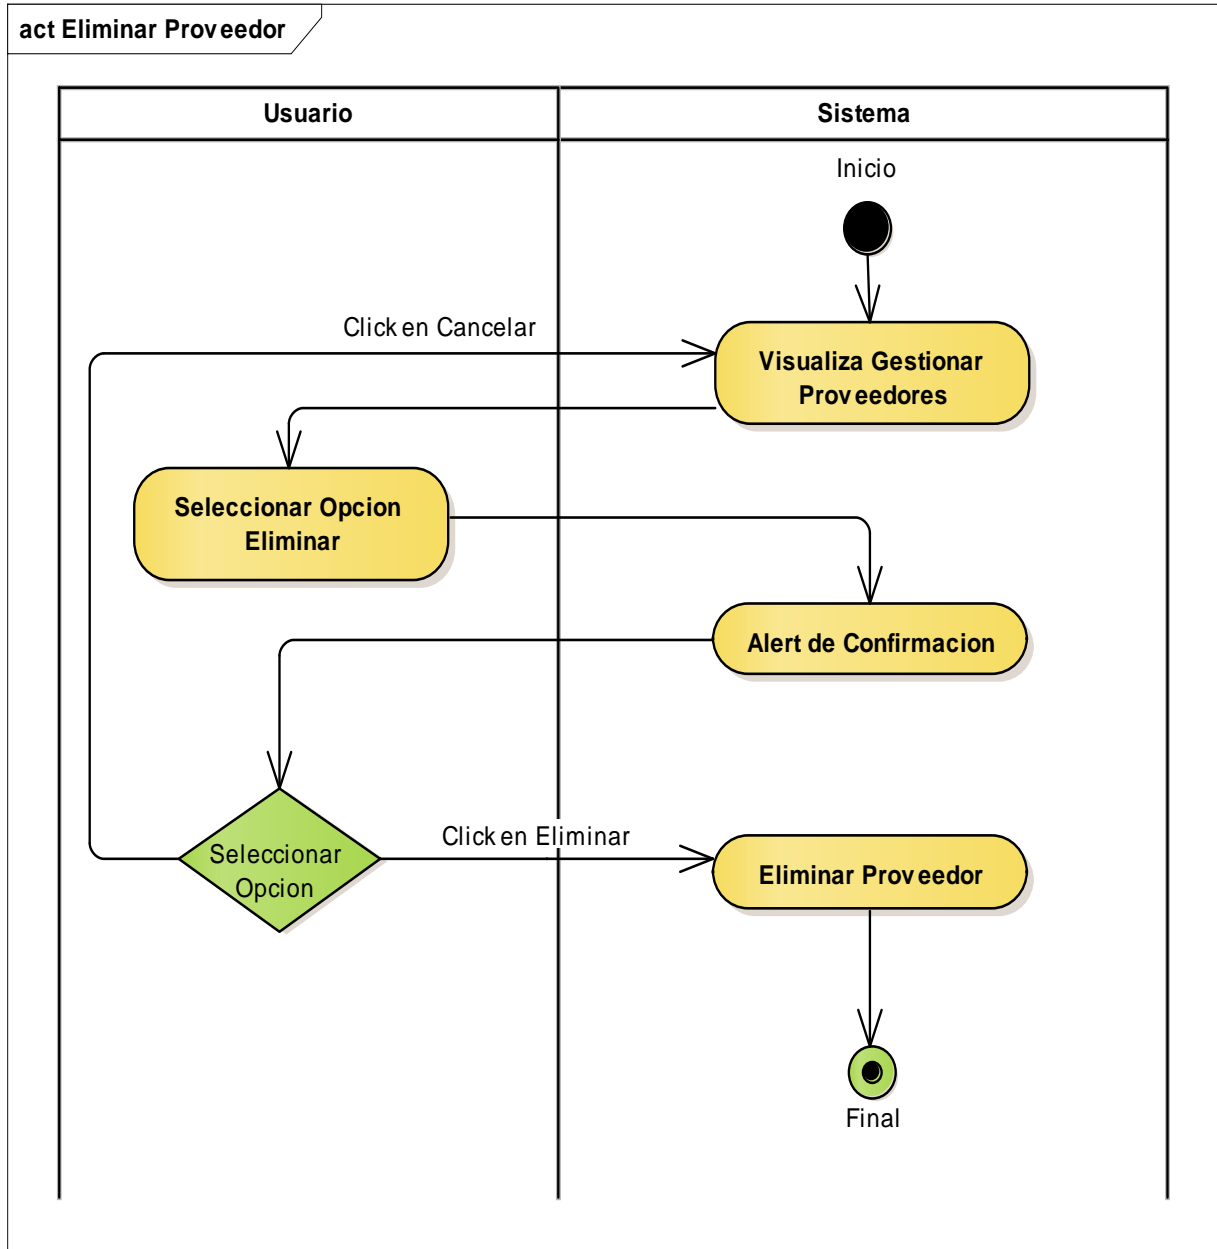 act Eliminar Proveedor
Usuario
Sistema
Inicio
Click en Cancelar
Visualiza Gestionar
Proveedores
Seleccionar Opcion
Eliminar
Alert de Confirmacion
Click en Eliminar
Seleccionar
Opcion
Eliminar Proveedor
Final